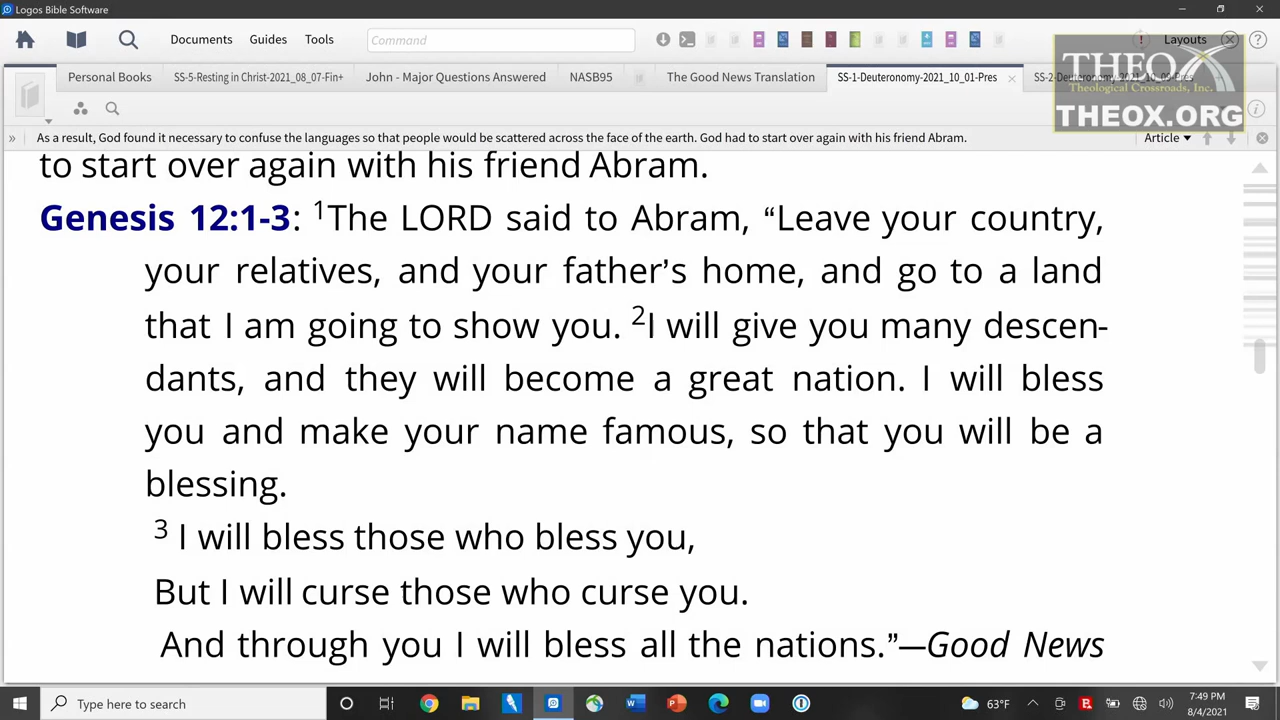 Logos Bible Software
Documents Guides Tools Command Layouts
Personal Books SS-5-Resting in Christ-2021_08_07-Fin+ John - Major Questions Answered NASB95 The Good News Translation SS-1-Deuteronomy-2021_10_01-Pres
THEOX
Theological Crossroads, Inc.
THEOX.ORG
» As a result, God found it necessary to confuse the languages so that people would be scattered across the face of the earth. God had to start over again with his friend Abram. Article
to start over again with his friend Abram.
Genesis 12:1-3: 1The LORD said to Abram, “Leave your country,
your relatives, and your father’s home, and go to a land
that I am going to show you. 2I will give you many descen-
dants, and they will become a great nation. I will bless
you and make your name famous, so that you will be a
blessing.
3 I will bless those who bless you,
But I will curse those who curse you.
And through you I will bless all the nations.”—Good News
Type here to search
63°F
7:49 PM
8/4/2021